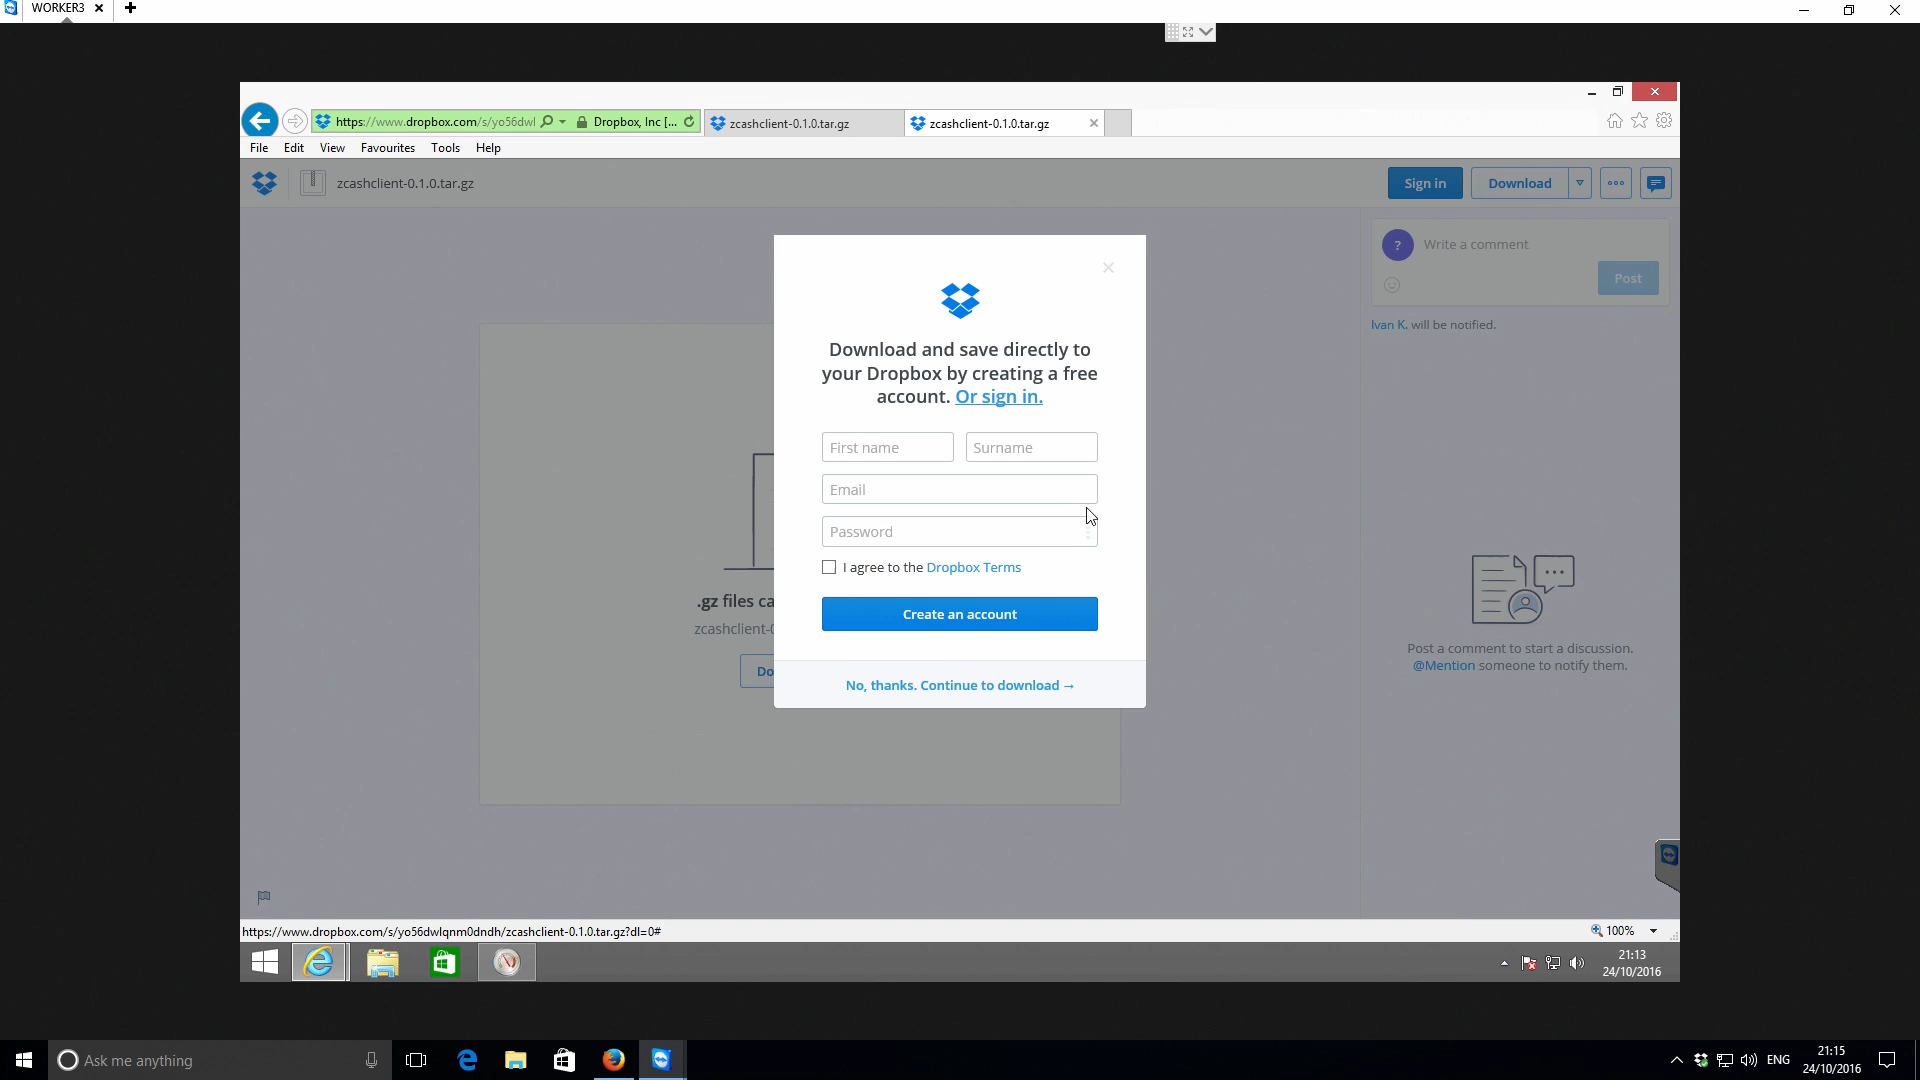 WORKER3
https://www.dropbox.com/s/yo56dwl
Dropbox, Inc [...
zcashclient-0.1.0.tar.gz
zcashclient-0.1.0.tar.gz
File Edit View Favourites Tools Help
zcashclient-0.1.0.tar.gz
Sign in
Download
?
Write a comment
Post
Ivan K. will be notified.
Download and save directly to
your Dropbox by creating a free
account. Or sign in.
First name
Surname
Email
Password
I agree to the Dropbox Terms
Create an account
No, thanks. Continue to download →
.gz files ca
zcashclient-0
Do
Post a comment to start a discussion.
@Mention someone to notify them.
https://www.dropbox.com/s/yo56dwlqnm0dndh/zcashclient-0.1.0.tar.gz?dl=0#
100%
21:13
24/10/2016
Ask me anything
ENG
21:15
24/10/2016